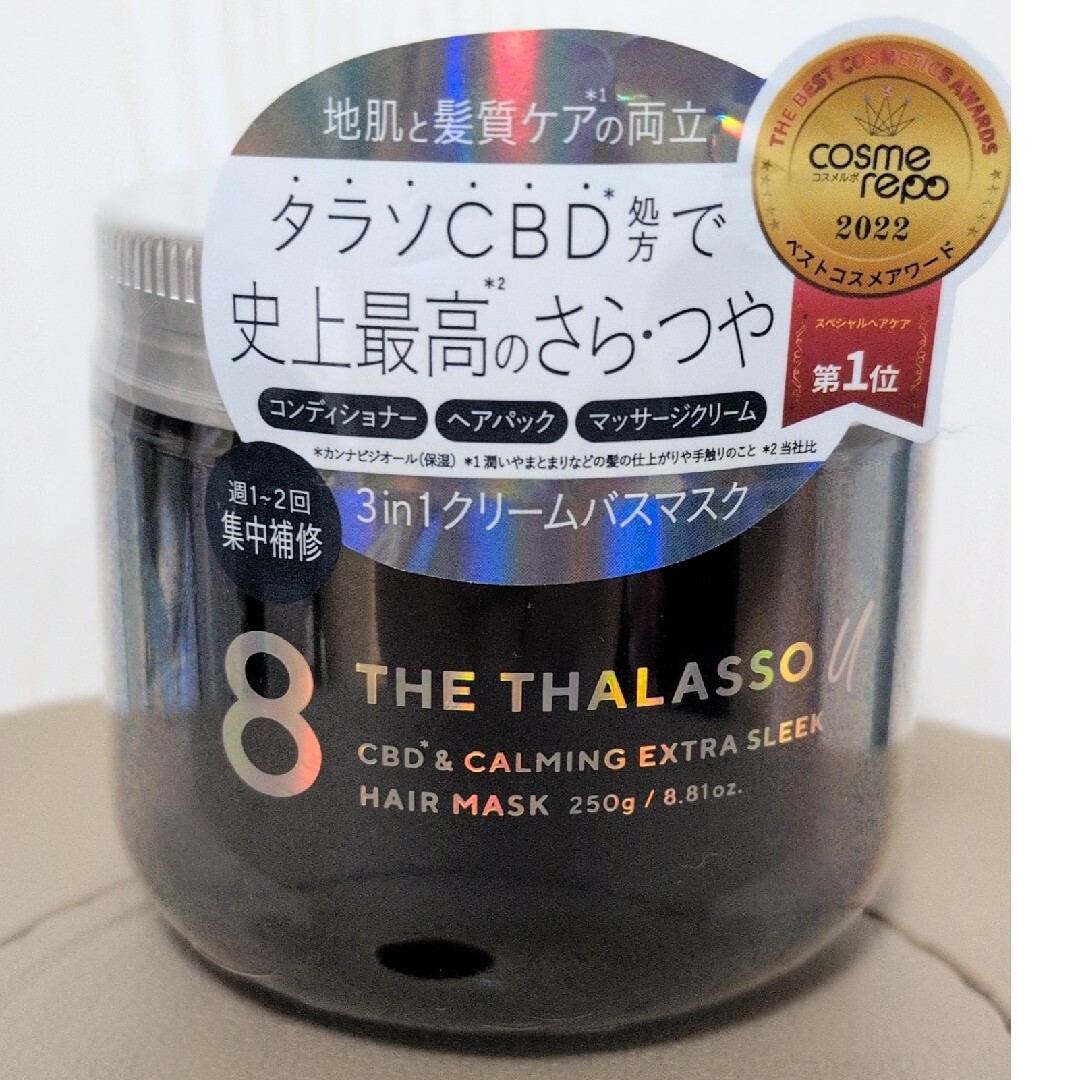 地肌と髪質ケア*1の両立
タラソCBD*処方で
史上最高*2のさら・つや
コンディショナー ヘアパック マッサージクリーム
*カンナビジオール(保湿) *1 潤いやまとまりなどの髪の仕上がりや手触りのこと *2 当社比
3in1クリームバスマスク
THE BEST COSMETICS AWARDS
cosme
コスメルポ
repo
2022
ベストコスメアワード
スペシャルヘアケア
第1位
週1~2回
集中補修
8 THE THALASSO u
CBD* & CALMING EXTRA SLEEK
HAIR MASK 250g / 8.81oz.